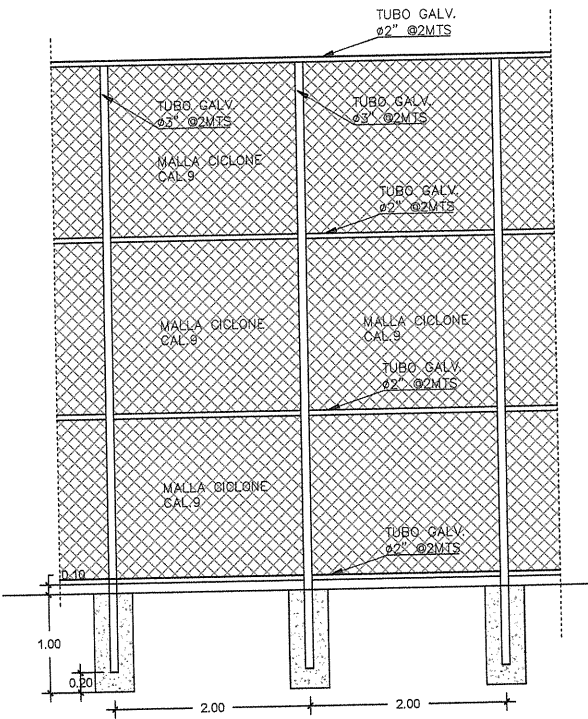 TUBO GALV.
ø2" @2MTS
TUBO GALV.
ø3" @2MTS
TUBO GALV.
ø3" @2MTS
MALLA CICLONE
CAL.9
TUBO GALV.
ø2" @2MTS
MALLA CICLONE
CAL.9
MALLA CICLONE
CAL.9
TUBO GALV.
ø2" @2MTS
MALLA CICLONE
CAL.9
TUBO GALV.
ø2" @2MTS
0.10
1.00
0.20
2.00
2.00